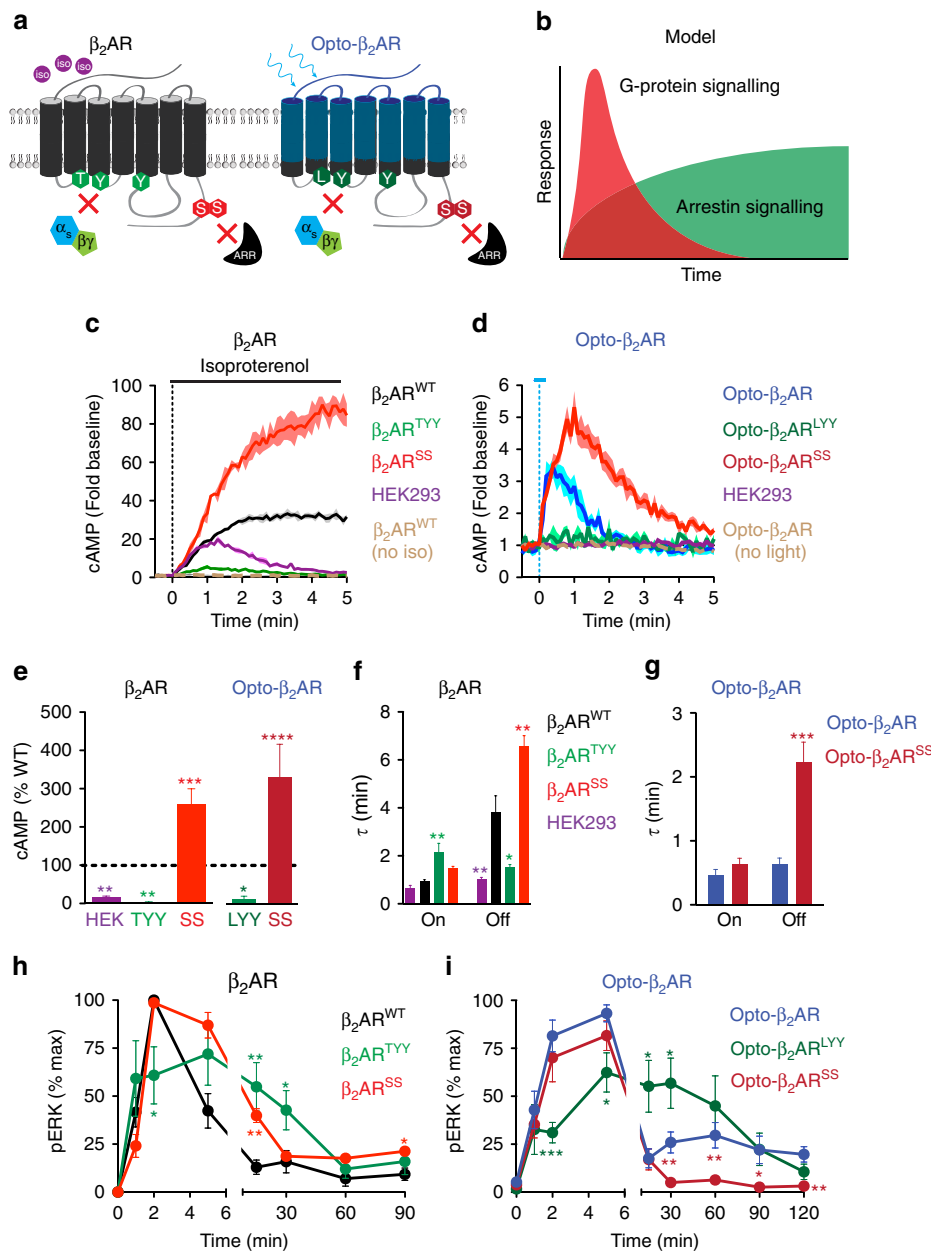 a
β₂AR
iso iso iso
T Y Y
S S
αₛ
βγ
ARR
Opto-β₂AR
L Y Y
S S
αₛ
βγ
ARR
b
Model
G-protein signalling
Arrestin signalling
Response
Time
c
β₂AR
Isoproterenol
cAMP (Fold baseline)
100
80
60
40
20
0
0 1 2 3 4 5
Time (min)
β₂ARᵂᵀ
β₂ARᵀʸʸ
β₂ARˢˢ
HEK293
β₂ARᵂᵀ
(no iso)
d
Opto-β₂AR
cAMP (Fold baseline)
6
5
4
3
2
1
0
0 1 2 3 4 5
Time (min)
Opto-β₂AR
Opto-β₂ARᴸʸʸ
Opto-β₂ARˢˢ
HEK293
Opto-β₂AR
(no light)
e
β₂AR Opto-β₂AR
cAMP (% WT)
500
400
300
200
100
0
** ** *** * ****
HEK TYY SS LYY SS
f
β₂AR
τ (min)
8
6
4
2
0
** ** * **
On Off
β₂ARᵂᵀ
β₂ARᵀʸʸ
β₂ARˢˢ
HEK293
g
Opto-β₂AR
τ (min)
3
2
1
0
***
On Off
Opto-β₂AR
Opto-β₂ARˢˢ
h
β₂AR
pERK (% max)
100
75
50
25
0
* ** ** * *
0 2 4 6 30 60 90
Time (min)
β₂ARᵂᵀ
β₂ARᵀʸʸ
β₂ARˢˢ
i
Opto-β₂AR
pERK (% max)
100
75
50
25
0
*** * * * ** ** * **
0 2 4 6 30 60 90 120
Time (min)
Opto-β₂AR
Opto-β₂ARᴸʸʸ
Opto-β₂ARˢˢ